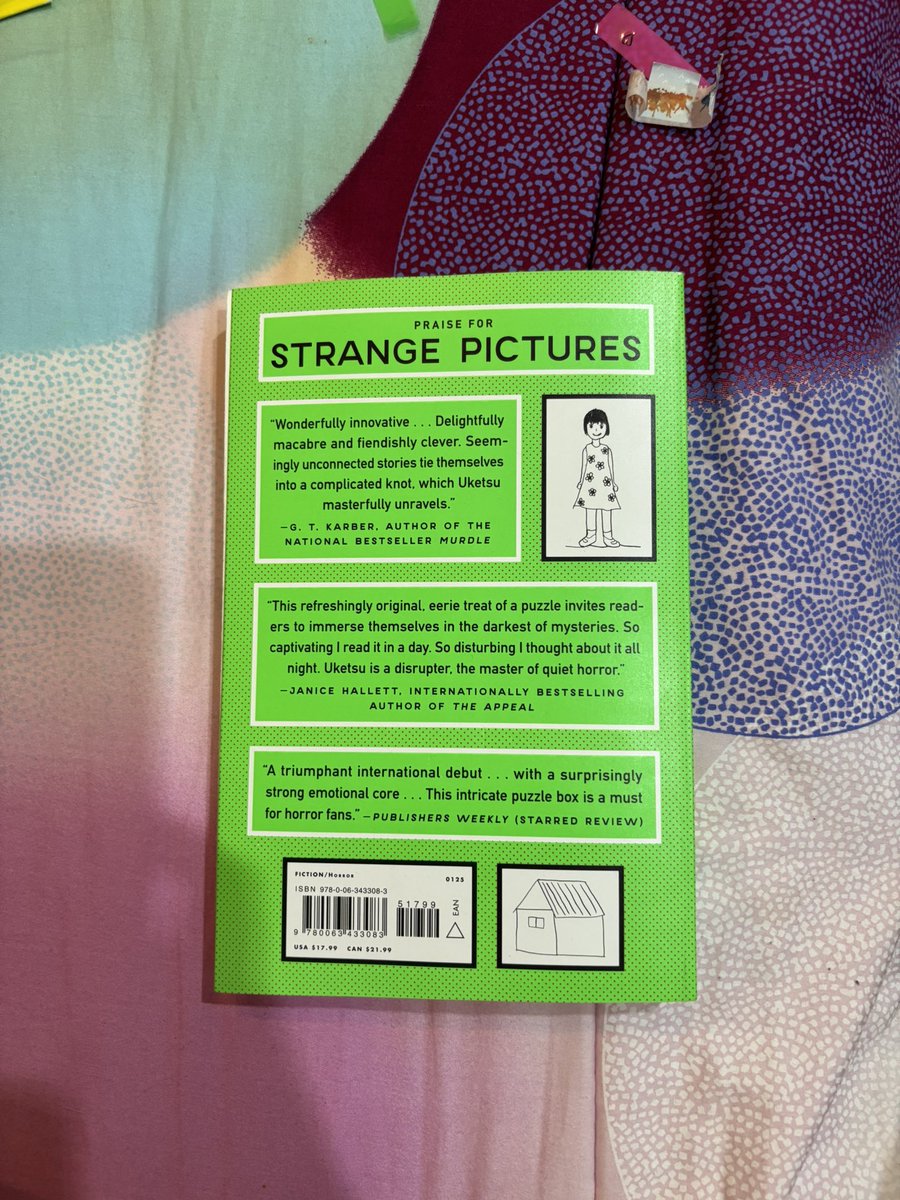 PRAISE FOR
STRANGE PICTURES
“Wonderfully innovative . . . Delightfully
macabre and fiendishly clever. Seem-
ingly unconnected stories tie themselves
into a complicated knot, which Uketsu
masterfully unravels.”
—G. T. KARBER, AUTHOR OF THE
NATIONAL BESTSELLER MURDLE
“This refreshingly original, eerie treat of a puzzle invites read-
ers to immerse themselves in the darkest of mysteries. So
captivating I read it in a day. So disturbing I thought about it all
night. Uketsu is a disrupter, the master of quiet horror.”
—JANICE HALLETT, INTERNATIONALLY BESTSELLING
AUTHOR OF THE APPEAL
“A triumphant international debut . . . with a surprisingly
strong emotional core . . . This intricate puzzle box is a must
for horror fans.” —PUBLISHERS WEEKLY (STARRED REVIEW)
FICTION/HORROR 0125
ISBN 978-0-06-343308-3
51799
EAN
9 780063 433083
USA $17.99 CAN $21.99